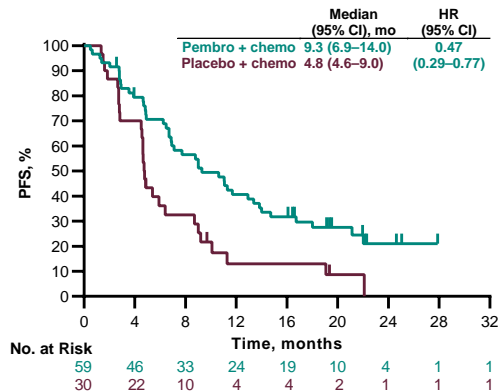 Median HR
(95% CI), mo (95% CI)
Pembro + chemo 9.3 (6.9–14.0) 0.47
Placebo + chemo 4.8 (4.6–9.0) (0.29–0.77)
100
90
80
70
60
50
40
30
20
10
0
PFS, %
0 4 8 12 16 20 24 28 32
Time, months
No. at Risk
59 46 33 24 19 10 4 1 1
30 22 10 4 4 2 1 1 1